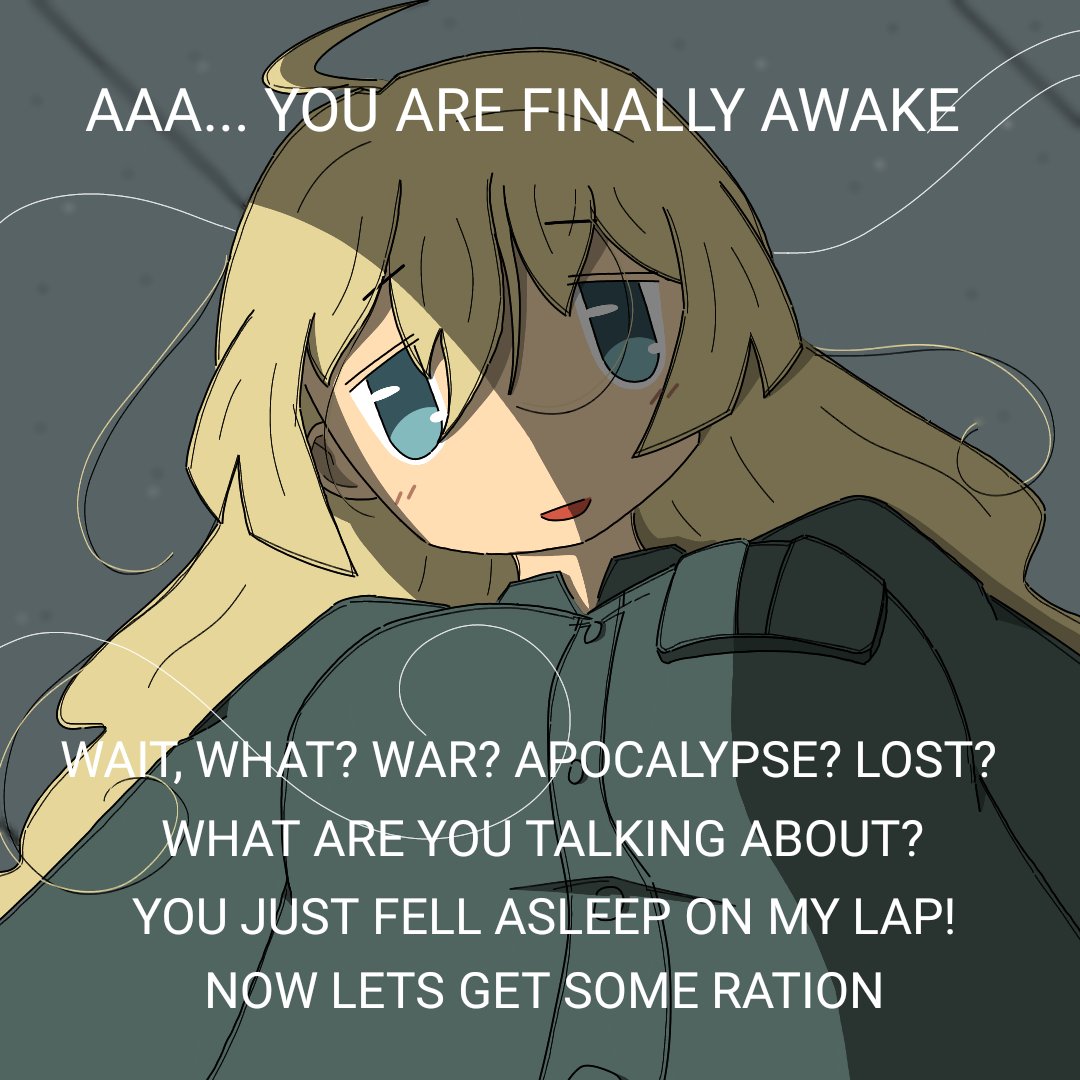 AAA... YOU ARE FINALLY AWAKE
WAIT, WHAT? WAR? APOCALYPSE? LOST?
WHAT ARE YOU TALKING ABOUT?
YOU JUST FELL ASLEEP ON MY LAP!
NOW LETS GET SOME RATION